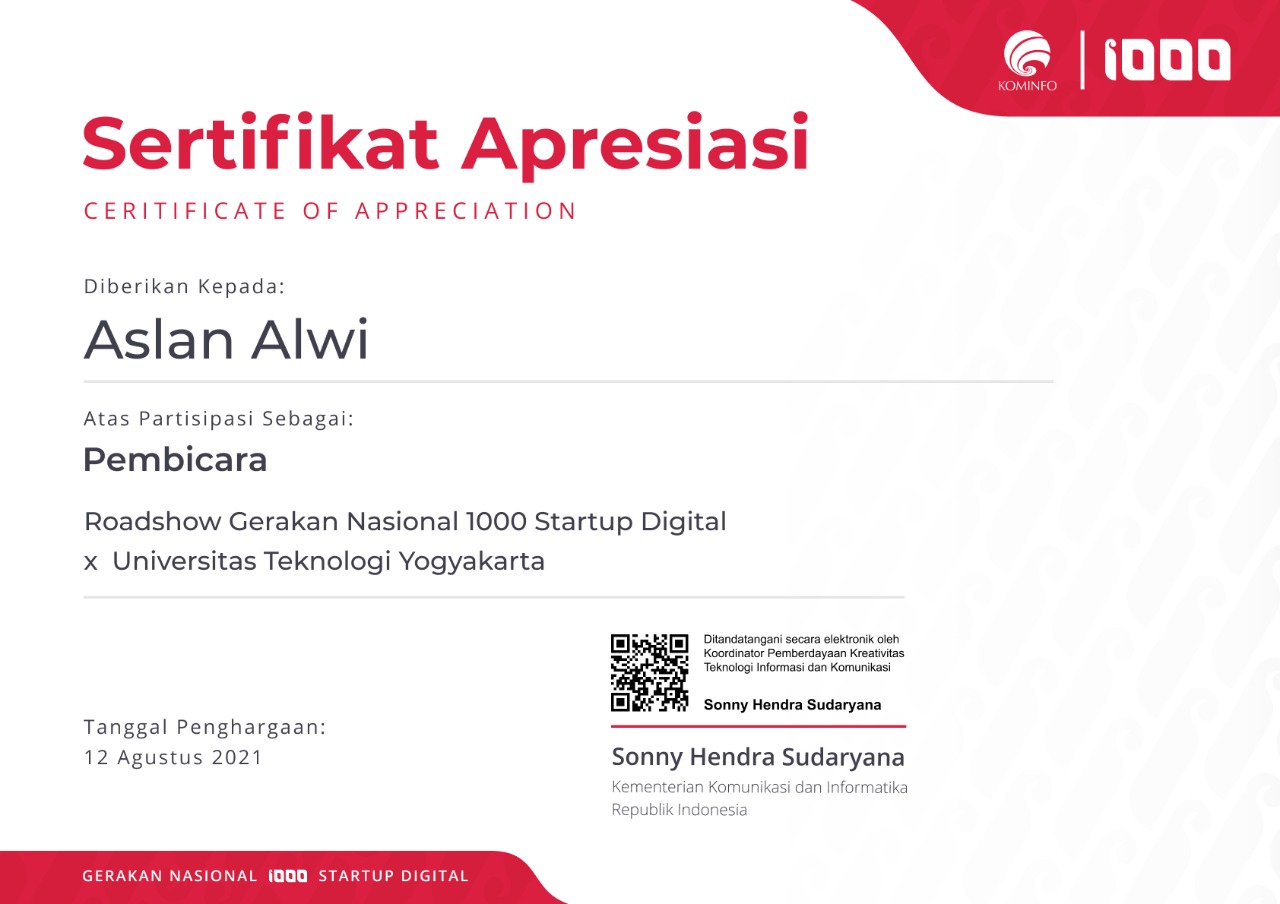 KOMINFO
i000
Sertifikat Apresiasi
CERITIFICATE OF APPRECIATION
Diberikan Kepada:
Aslan Alwi
Atas Partisipasi Sebagai:
Pembicara
Roadshow Gerakan Nasional 1000 Startup Digital
x Universitas Teknologi Yogyakarta
Ditandatangani secara elektronik oleh
Koordinator Pemberdayaan Kreativitas
Teknologi Informasi dan Komunikasi
Sonny Hendra Sudaryana
Tanggal Penghargaan:
12 Agustus 2021
Sonny Hendra Sudaryana
Kementerian Komunikasi dan Informatika
Republik Indonesia
GERAKAN NASIONAL i000 STARTUP DIGITAL